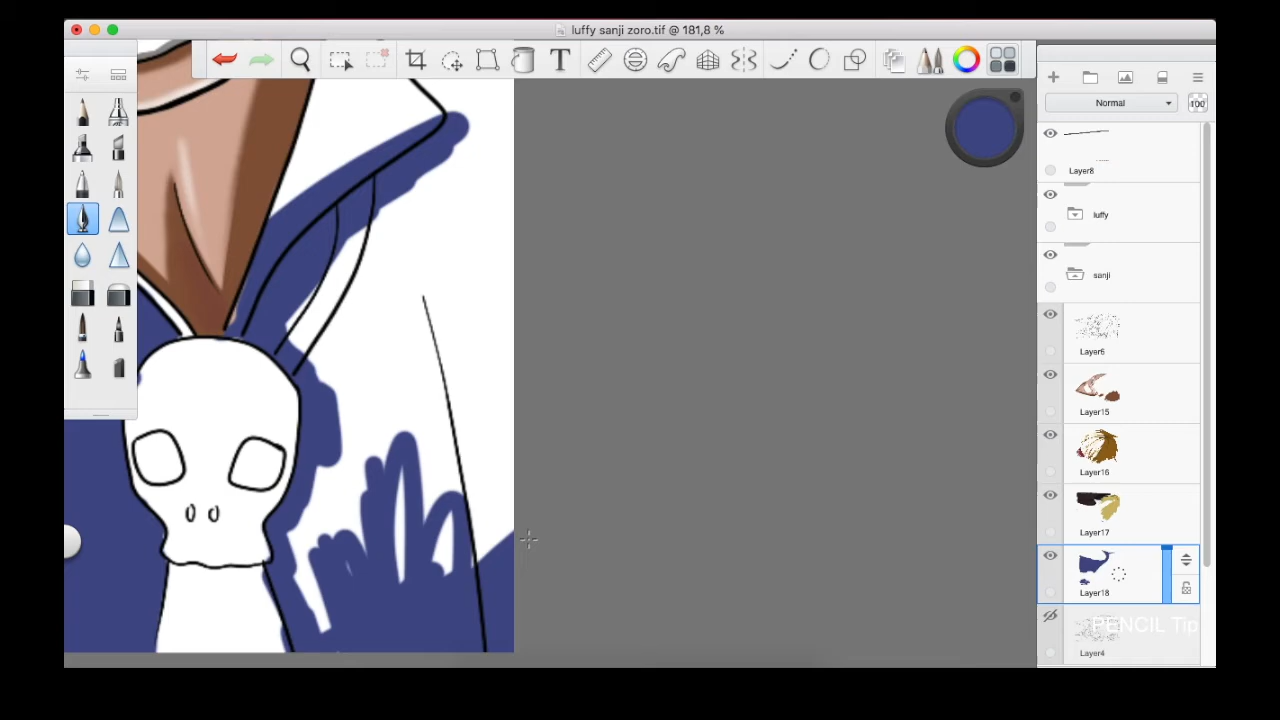 luffy sanji zoro.tif @ 181,8 %
T
Normal
100
Layer8
luffy
sanji
Layer6
Layer15
Layer16
Layer17
Layer18
PENCIL Tip
Layer4